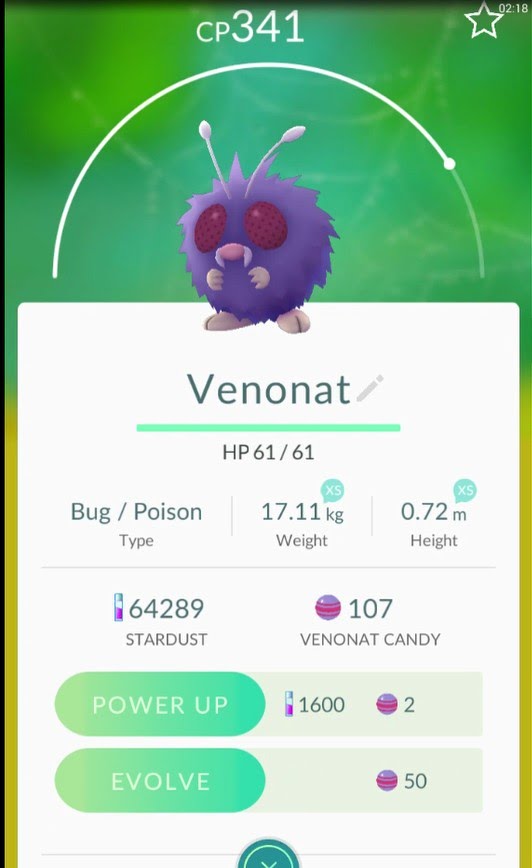 02:18
CP341
Venonat
HP 61 / 61
XS XS
Bug / Poison 17.11 kg 0.72 m
Type Weight Height
64289 107
STARDUST VENONAT CANDY
POWER UP 1600 2
EVOLVE 50